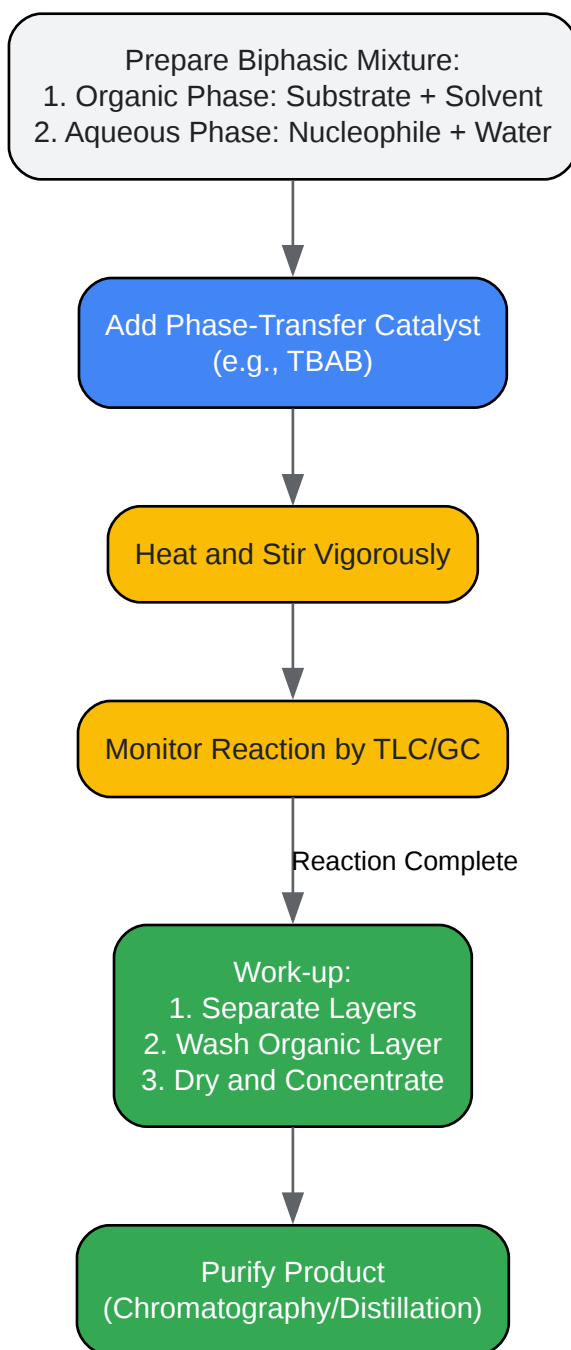 Prepare Biphasic Mixture:
1. Organic Phase: Substrate + Solvent
2. Aqueous Phase: Nucleophile + Water
Add Phase-Transfer Catalyst
(e.g., TBAB)
Heat and Stir Vigorously
Monitor Reaction by TLC/GC
Reaction Complete
Work-up:
1. Separate Layers
2. Wash Organic Layer
3. Dry and Concentrate
Purify Product
(Chromatography/Distillation)